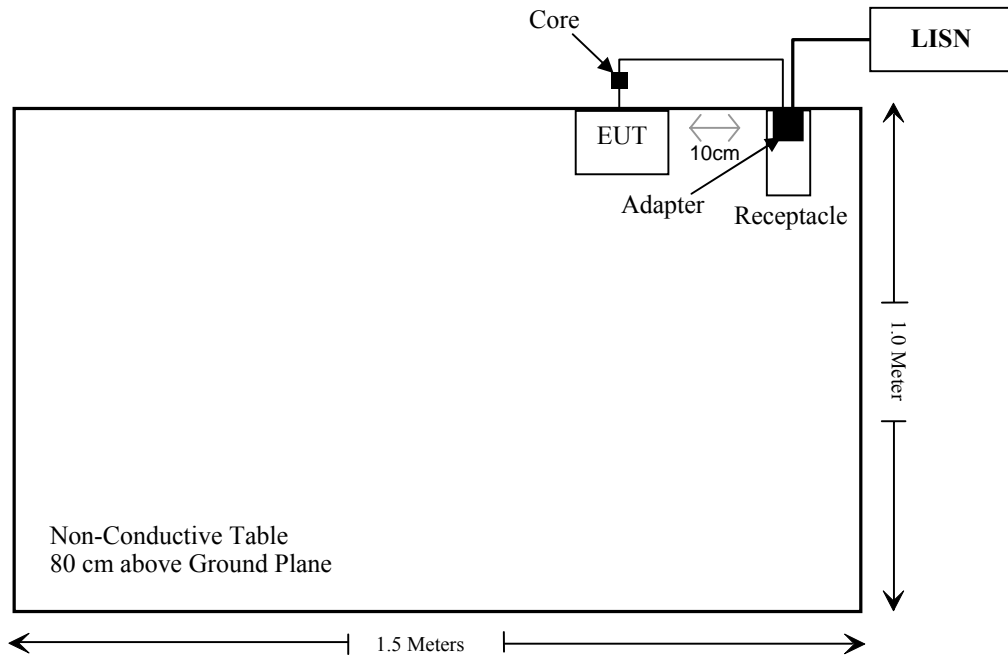 Core
LISN
EUT
10cm
Adapter
Receptacle
1.0 Meter
Non-Conductive Table
80 cm above Ground Plane
1.5 Meters